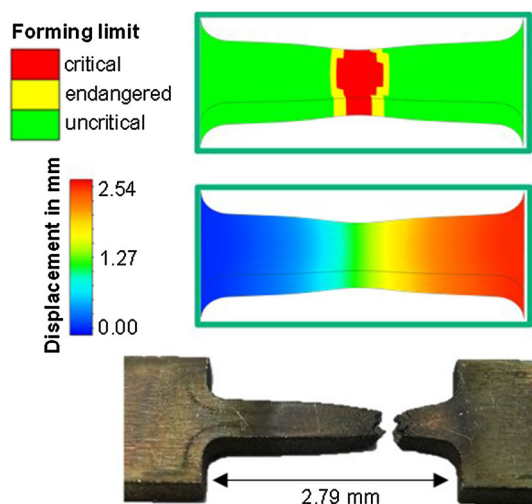 Forming limit
critical
endangered
uncritical
Displacement in mm
2.54
1.27
0.00
2.79 mm